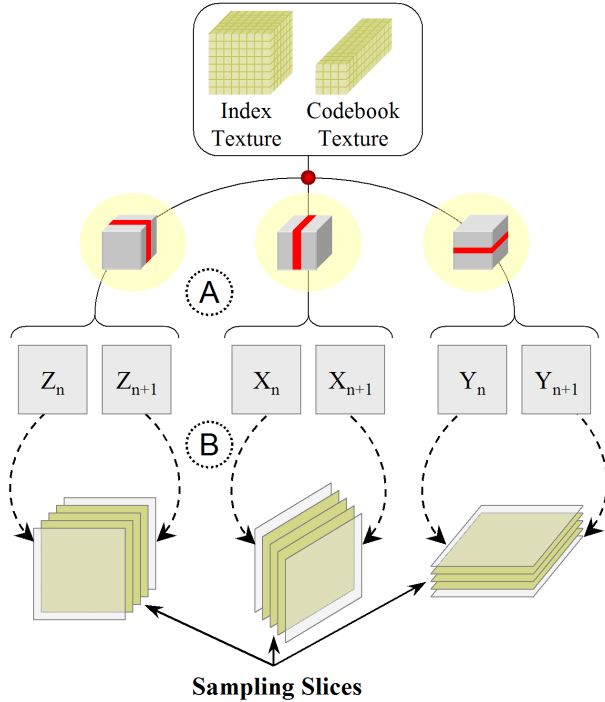 Index Texture
Codebook Texture
A
Zn Zn+1 Xn Xn+1 Yn Yn+1
B
Sampling Slices